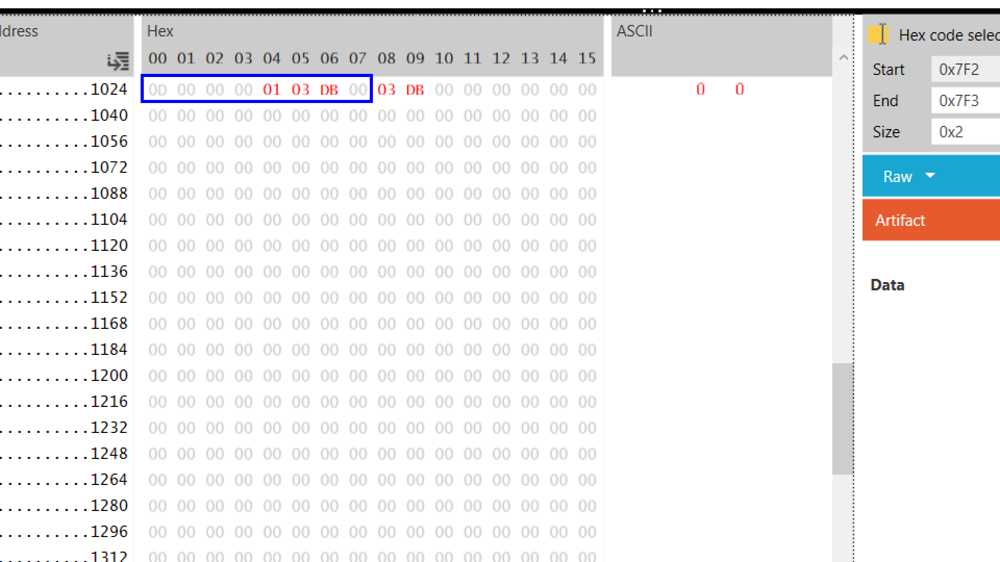 ddress Hex ASCII Hex code selec
00 01 02 03 04 05 06 07 08 09 10 11 12 13 14 15
Start 0x7F2
..........1024 0D 00 00 00 01 03 DB 00 03 DB 00 00 00 00 00 00 0 0
End 0x7F3
..........1040 00 00 00 00 00 00 00 00 00 00 00 00 00 00 00 00
Size 0x2
..........1056 00 00 00 00 00 00 00 00 00 00 00 00 00 00 00 00
..........1072 00 00 00 00 00 00 00 00 00 00 00 00 00 00 00 00
Raw
..........1088 00 00 00 00 00 00 00 00 00 00 00 00 00 00 00 00
..........1104 00 00 00 00 00 00 00 00 00 00 00 00 00 00 00 00
Artifact
..........1120 00 00 00 00 00 00 00 00 00 00 00 00 00 00 00 00
..........1136 00 00 00 00 00 00 00 00 00 00 00 00 00 00 00 00
Data
..........1152 00 00 00 00 00 00 00 00 00 00 00 00 00 00 00 00
..........1168 00 00 00 00 00 00 00 00 00 00 00 00 00 00 00 00
..........1184 00 00 00 00 00 00 00 00 00 00 00 00 00 00 00 00
..........1200 00 00 00 00 00 00 00 00 00 00 00 00 00 00 00 00
..........1216 00 00 00 00 00 00 00 00 00 00 00 00 00 00 00 00
..........1232 00 00 00 00 00 00 00 00 00 00 00 00 00 00 00 00
..........1248 00 00 00 00 00 00 00 00 00 00 00 00 00 00 00 00
..........1264 00 00 00 00 00 00 00 00 00 00 00 00 00 00 00 00
..........1280 00 00 00 00 00 00 00 00 00 00 00 00 00 00 00 00
..........1296 00 00 00 00 00 00 00 00 00 00 00 00 00 00 00 00
..........1312 00 00 00 00 00 00 00 00 00 00 00 00 00 00 00 00